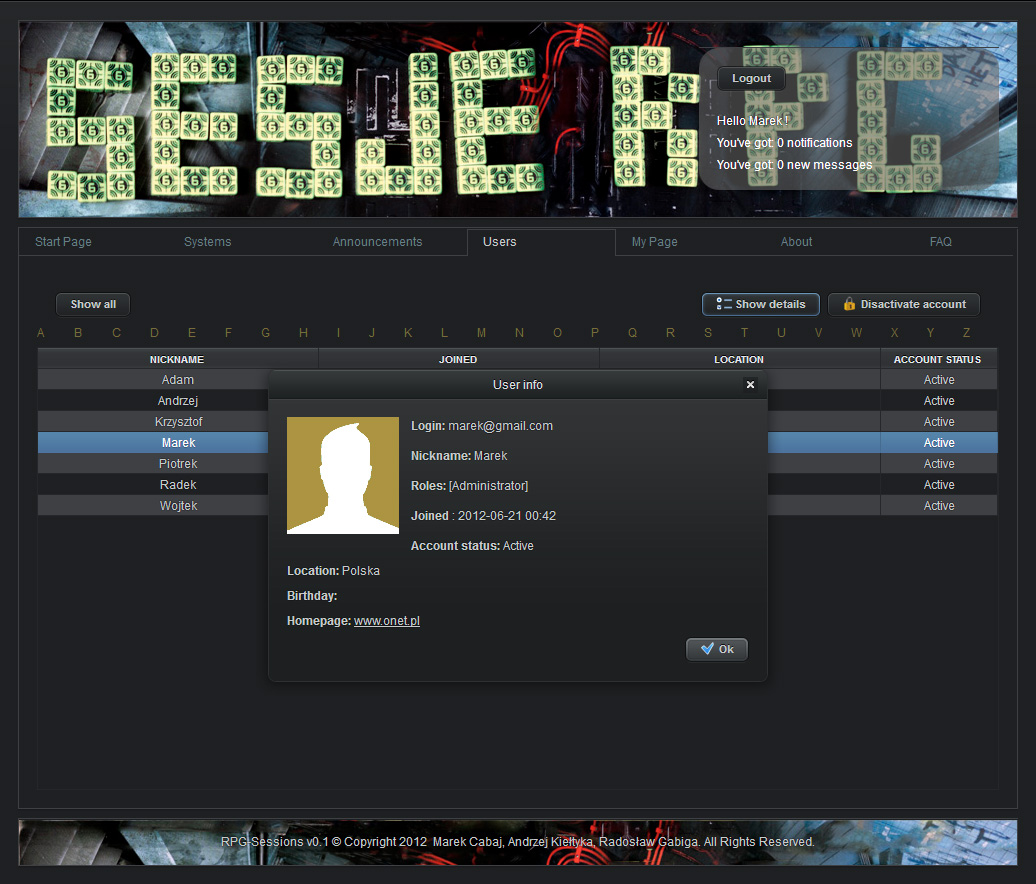 SESJE RPG
Logout
Hello Marek !
You've got: 0 notifications
You've got: 0 new messages
Start Page Systems Announcements Users My Page About FAQ
Show all Show details Disactivate account
A B C D E F G H I J K L M N O P Q R S T U V W X Y Z
NICKNAME JOINED LOCATION ACCOUNT STATUS
Adam Active
Andrzej Active
Krzysztof Active
Marek Active
Piotrek Active
Radek Active
Wojtek Active
User info
Login: marek@gmail.com
Nickname: Marek
Roles: [Administrator]
Joined : 2012-06-21 00:42
Account status: Active
Location: Polska
Birthday:
Homepage: www.onet.pl
Ok
RPG-Sessions v0.1 © Copyright 2012 Marek Cabaj, Andrzej Kiełtyka, Radosław Gabiga. All Rights Reserved.